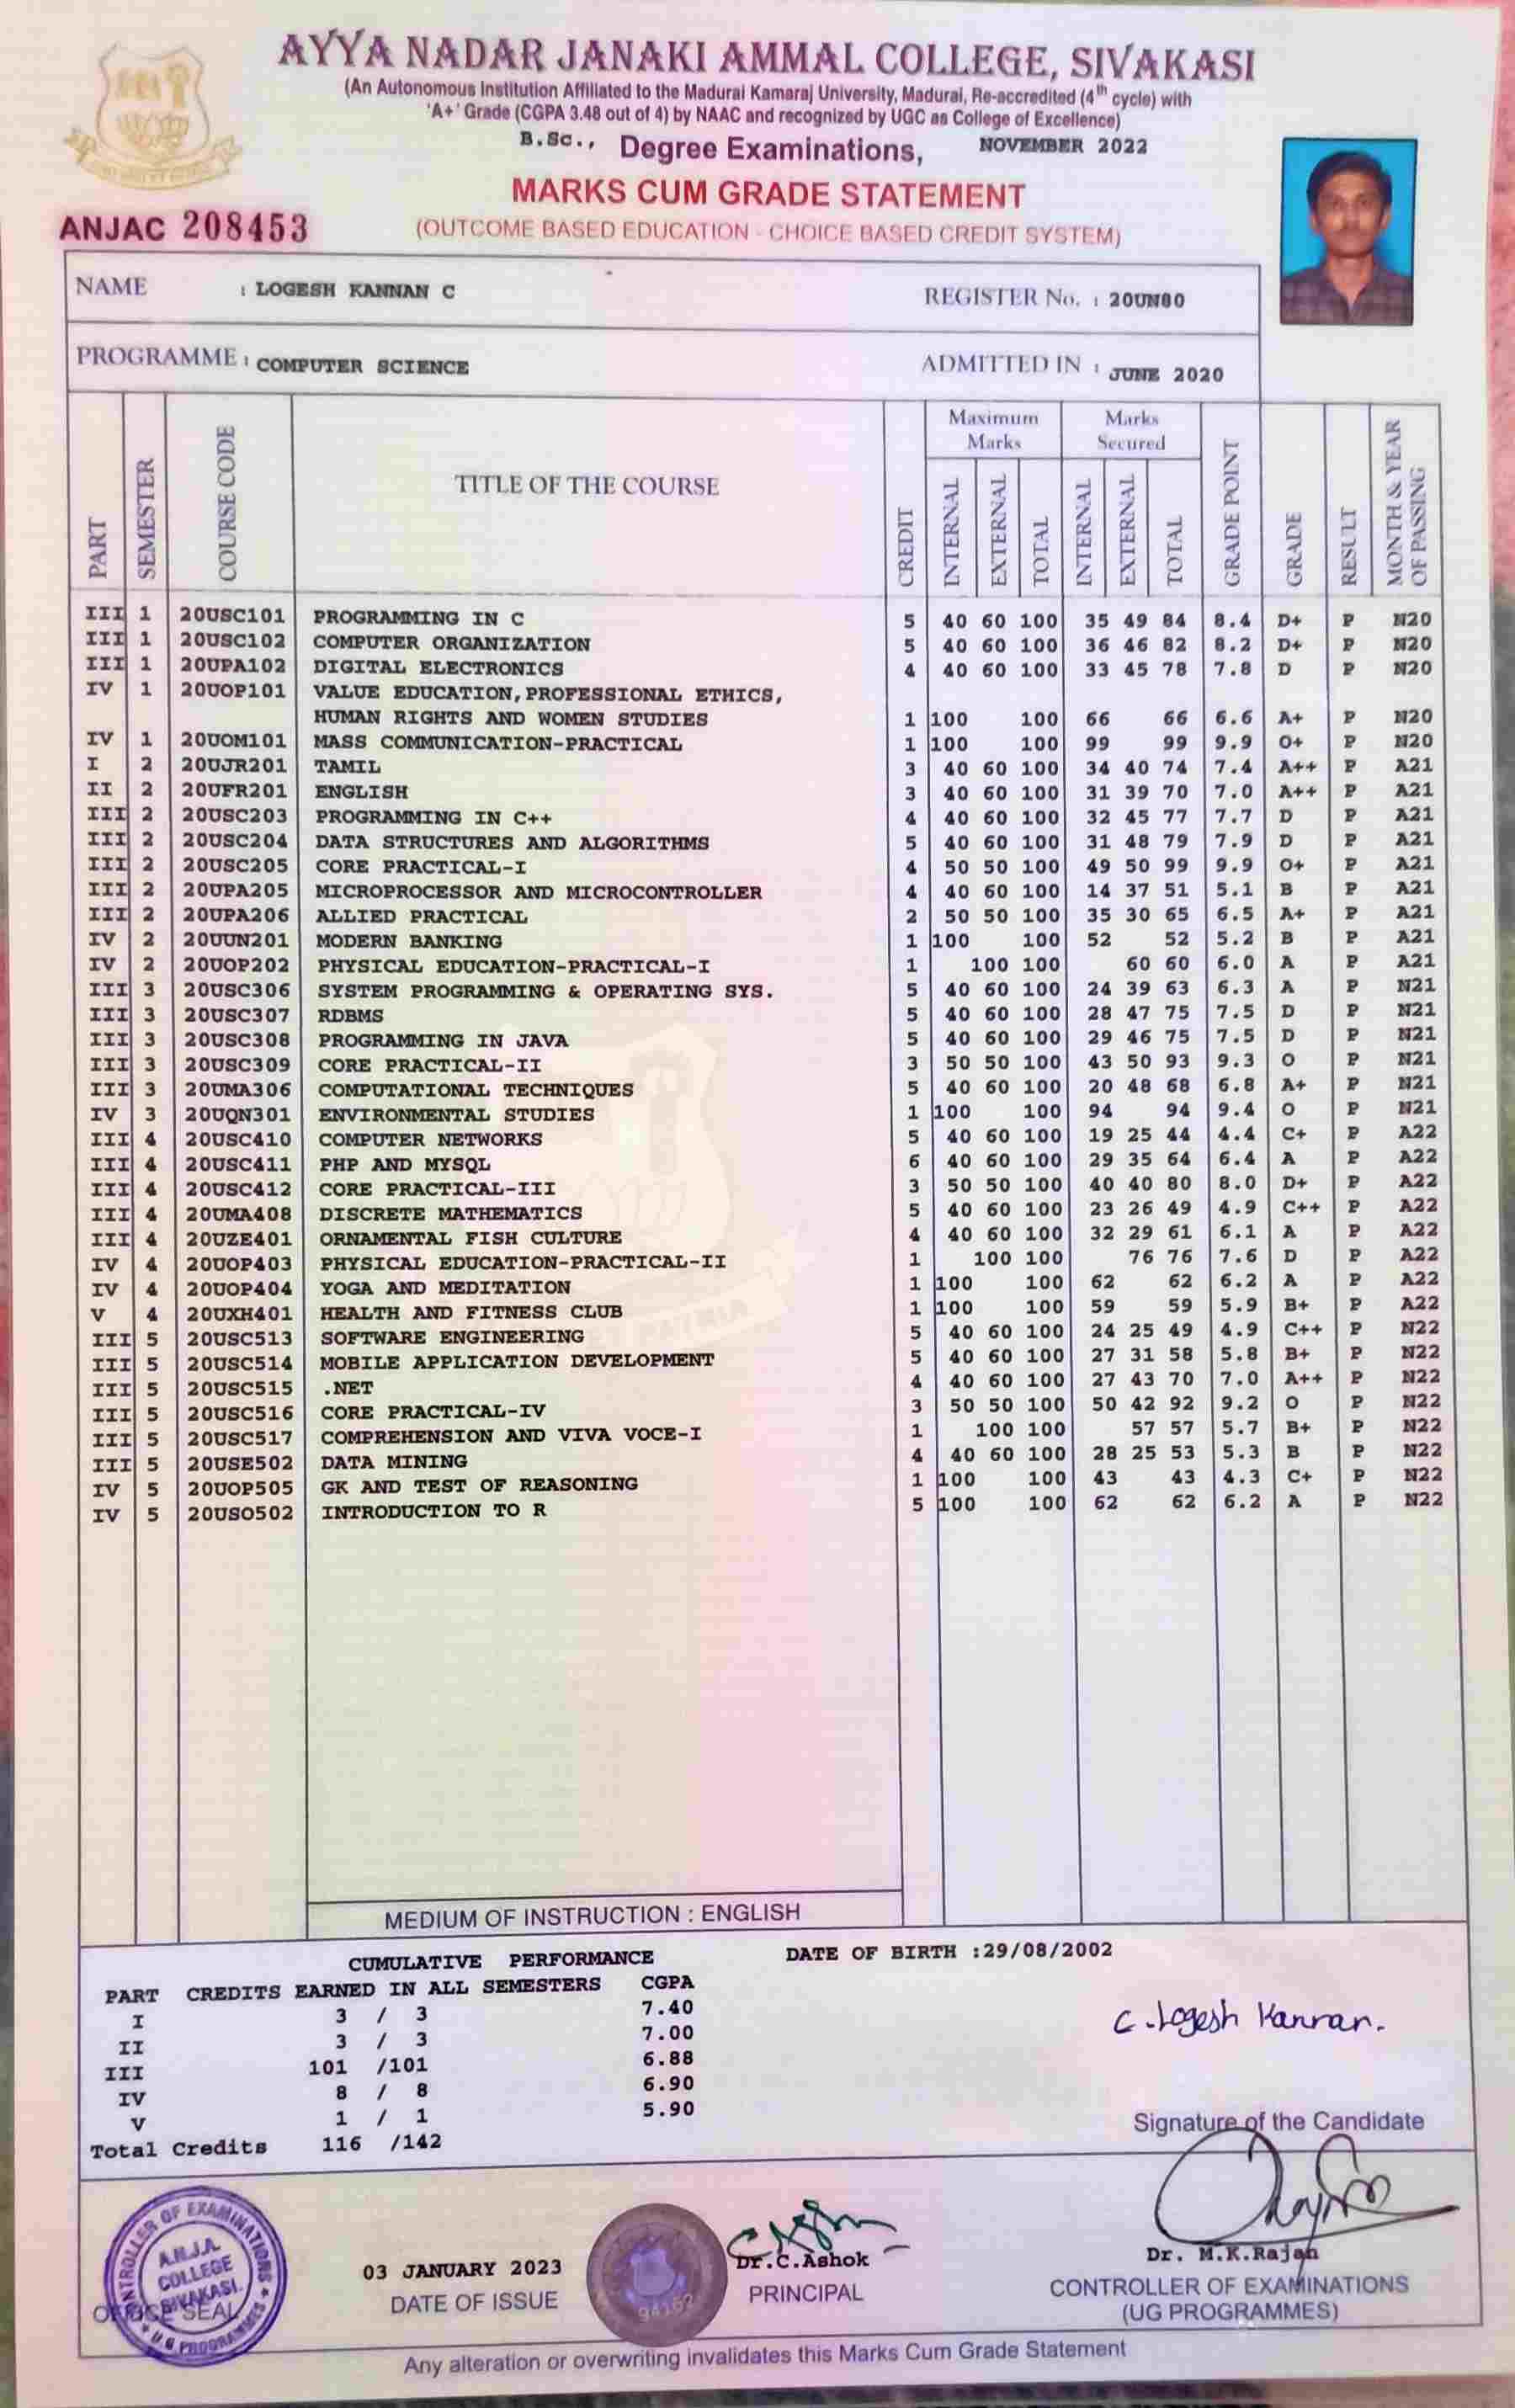 AYYA NADAR JANAKI AMMAL COLLEGE, SIVAKASI
(An Autonomous Institution Affiliated to the Madurai Kamaraj University, Madurai, Re-accredited (4th cycle) with
'A+' Grade (CGPA 3.48 out of 4) by NAAC and recognized by UGC as College of Excellence)
B.Sc., Degree Examinations, NOVEMBER 2022
MARKS CUM GRADE STATEMENT
ANJAC 208453 (OUTCOME BASED EDUCATION - CHOICE BASED CREDIT SYSTEM)
NAME : LOGESH KANNAN C REGISTER No. : 20UN80
PROGRAMME : COMPUTER SCIENCE ADMITTED IN : JUNE 2020
PART SEMESTER COURSE CODE TITLE OF THE COURSE CREDIT Maximum Marks INTERNAL EXTERNAL TOTAL Marks Secured INTERNAL EXTERNAL TOTAL GRADE POINT GRADE RESULT MONTH & YEAR OF PASSING
III 1 20USC101 PROGRAMMING IN C 5 40 60 100 35 49 84 8.4 D+ P N20
III 1 20USC102 COMPUTER ORGANIZATION 5 40 60 100 36 46 82 8.2 D+ P N20
III 1 20UPA102 DIGITAL ELECTRONICS 4 40 60 100 33 45 78 7.8 D P N20
IV 1 20UOP101 VALUE EDUCATION, PROFESSIONAL ETHICS,
HUMAN RIGHTS AND WOMEN STUDIES 1 100 100 66 66 6.6 A+ P N20
IV 1 20UOM101 MASS COMMUNICATION-PRACTICAL 1 100 100 99 99 9.9 O+ P N20
I 2 20UJR201 TAMIL 3 40 60 100 34 40 74 7.4 A++ P A21
II 2 20UFR201 ENGLISH 3 40 60 100 31 39 70 7.0 A++ P A21
III 2 20USC203 PROGRAMMING IN C++ 4 40 60 100 32 45 77 7.7 D P A21
III 2 20USC204 DATA STRUCTURES AND ALGORITHMS 5 40 60 100 31 48 79 7.9 D P A21
III 2 20USC205 CORE PRACTICAL-I 4 50 50 100 49 50 99 9.9 O+ P A21
III 2 20UPA205 MICROPROCESSOR AND MICROCONTROLLER 4 40 60 100 14 37 51 5.1 B P A21
III 2 20UPA206 ALLIED PRACTICAL 2 50 50 100 35 30 65 6.5 A+ P A21
IV 2 20UUN201 MODERN BANKING 1 100 100 52 52 5.2 B P A21
IV 2 20UOP202 PHYSICAL EDUCATION-PRACTICAL-I 1 100 100 60 60 6.0 A P A21
III 3 20USC306 SYSTEM PROGRAMMING & OPERATING SYS. 5 40 60 100 24 39 63 6.3 A P N21
III 3 20USC307 RDBMS 5 40 60 100 28 47 75 7.5 D P N21
III 3 20USC308 PROGRAMMING IN JAVA 5 40 60 100 29 46 75 7.5 D P N21
III 3 20USC309 CORE PRACTICAL-II 3 50 50 100 43 50 93 9.3 O P N21
III 3 20UMA306 COMPUTATIONAL TECHNIQUES 5 40 60 100 20 48 68 6.8 A+ P N21
IV 3 20UQN301 ENVIRONMENTAL STUDIES 1 100 100 94 94 9.4 O P N21
III 4 20USC410 COMPUTER NETWORKS 5 40 60 100 19 25 44 4.4 C+ P A22
III 4 20USC411 PHP AND MYSQL 6 40 60 100 29 35 64 6.4 A P A22
III 4 20USC412 CORE PRACTICAL-III 3 50 50 100 40 40 80 8.0 D+ P A22
III 4 20UMA408 DISCRETE MATHEMATICS 5 40 60 100 23 26 49 4.9 C++ P A22
III 4 20UZE401 ORNAMENTAL FISH CULTURE 4 40 60 100 32 29 61 6.1 A P A22
IV 4 20UOP403 PHYSICAL EDUCATION-PRACTICAL-II 1 100 100 76 76 7.6 D P A22
IV 4 20UOP404 YOGA AND MEDITATION 1 100 100 62 62 6.2 A P A22
V 4 20UXH401 HEALTH AND FITNESS CLUB 1 100 100 59 59 5.9 B+ P A22
III 5 20USC513 SOFTWARE ENGINEERING 5 40 60 100 24 25 49 4.9 C++ P N22
III 5 20USC514 MOBILE APPLICATION DEVELOPMENT 5 40 60 100 27 31 58 5.8 B+ P N22
III 5 20USC515 .NET 4 40 60 100 27 43 70 7.0 A++ P N22
III 5 20USC516 CORE PRACTICAL-IV 3 50 50 100 50 42 92 9.2 O P N22
III 5 20USC517 COMPREHENSION AND VIVA VOCE-I 1 100 100 57 57 5.7 B+ P N22
III 5 20USE502 DATA MINING 4 40 60 100 28 25 53 5.3 B P N22
IV 5 20UOP505 GK AND TEST OF REASONING 1 100 100 43 43 4.3 C+ P N22
IV 5 20USO502 INTRODUCTION TO R 5 100 100 62 62 6.2 A P N22
MEDIUM OF INSTRUCTION : ENGLISH
CUMULATIVE PERFORMANCE DATE OF BIRTH :29/08/2002
PART CREDITS EARNED IN ALL SEMESTERS CGPA
I 3 / 3 7.40
II 3 / 3 7.00
III 101 /101 6.88
IV 8 / 8 6.90
V 1 / 1 5.90
Total Credits 116 /142
C.Logesh Kannan.
Signature of the Candidate
CONTROLLER OF EXAMINATIONS
A.N.J.A. COLLEGE SIVAKASI.
U G PROGRAMMES
OFFICE SEAL
03 JANUARY 2023
DATE OF ISSUE
Dr.C.Ashok
PRINCIPAL
Dr. M.K.Rajan
CONTROLLER OF EXAMINATIONS
(UG PROGRAMMES)
Any alteration or overwriting invalidates this Marks Cum Grade Statement